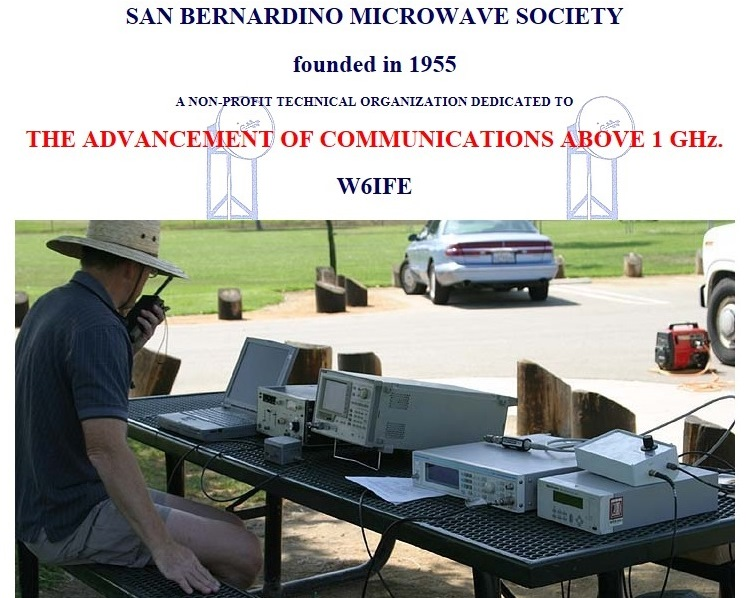 SAN BERNARDINO MICROWAVE SOCIETY
founded in 1955
A NON-PROFIT TECHNICAL ORGANIZATION DEDICATED TO
THE ADVANCEMENT OF COMMUNICATIONS ABOVE 1 GHz.
W6IFE